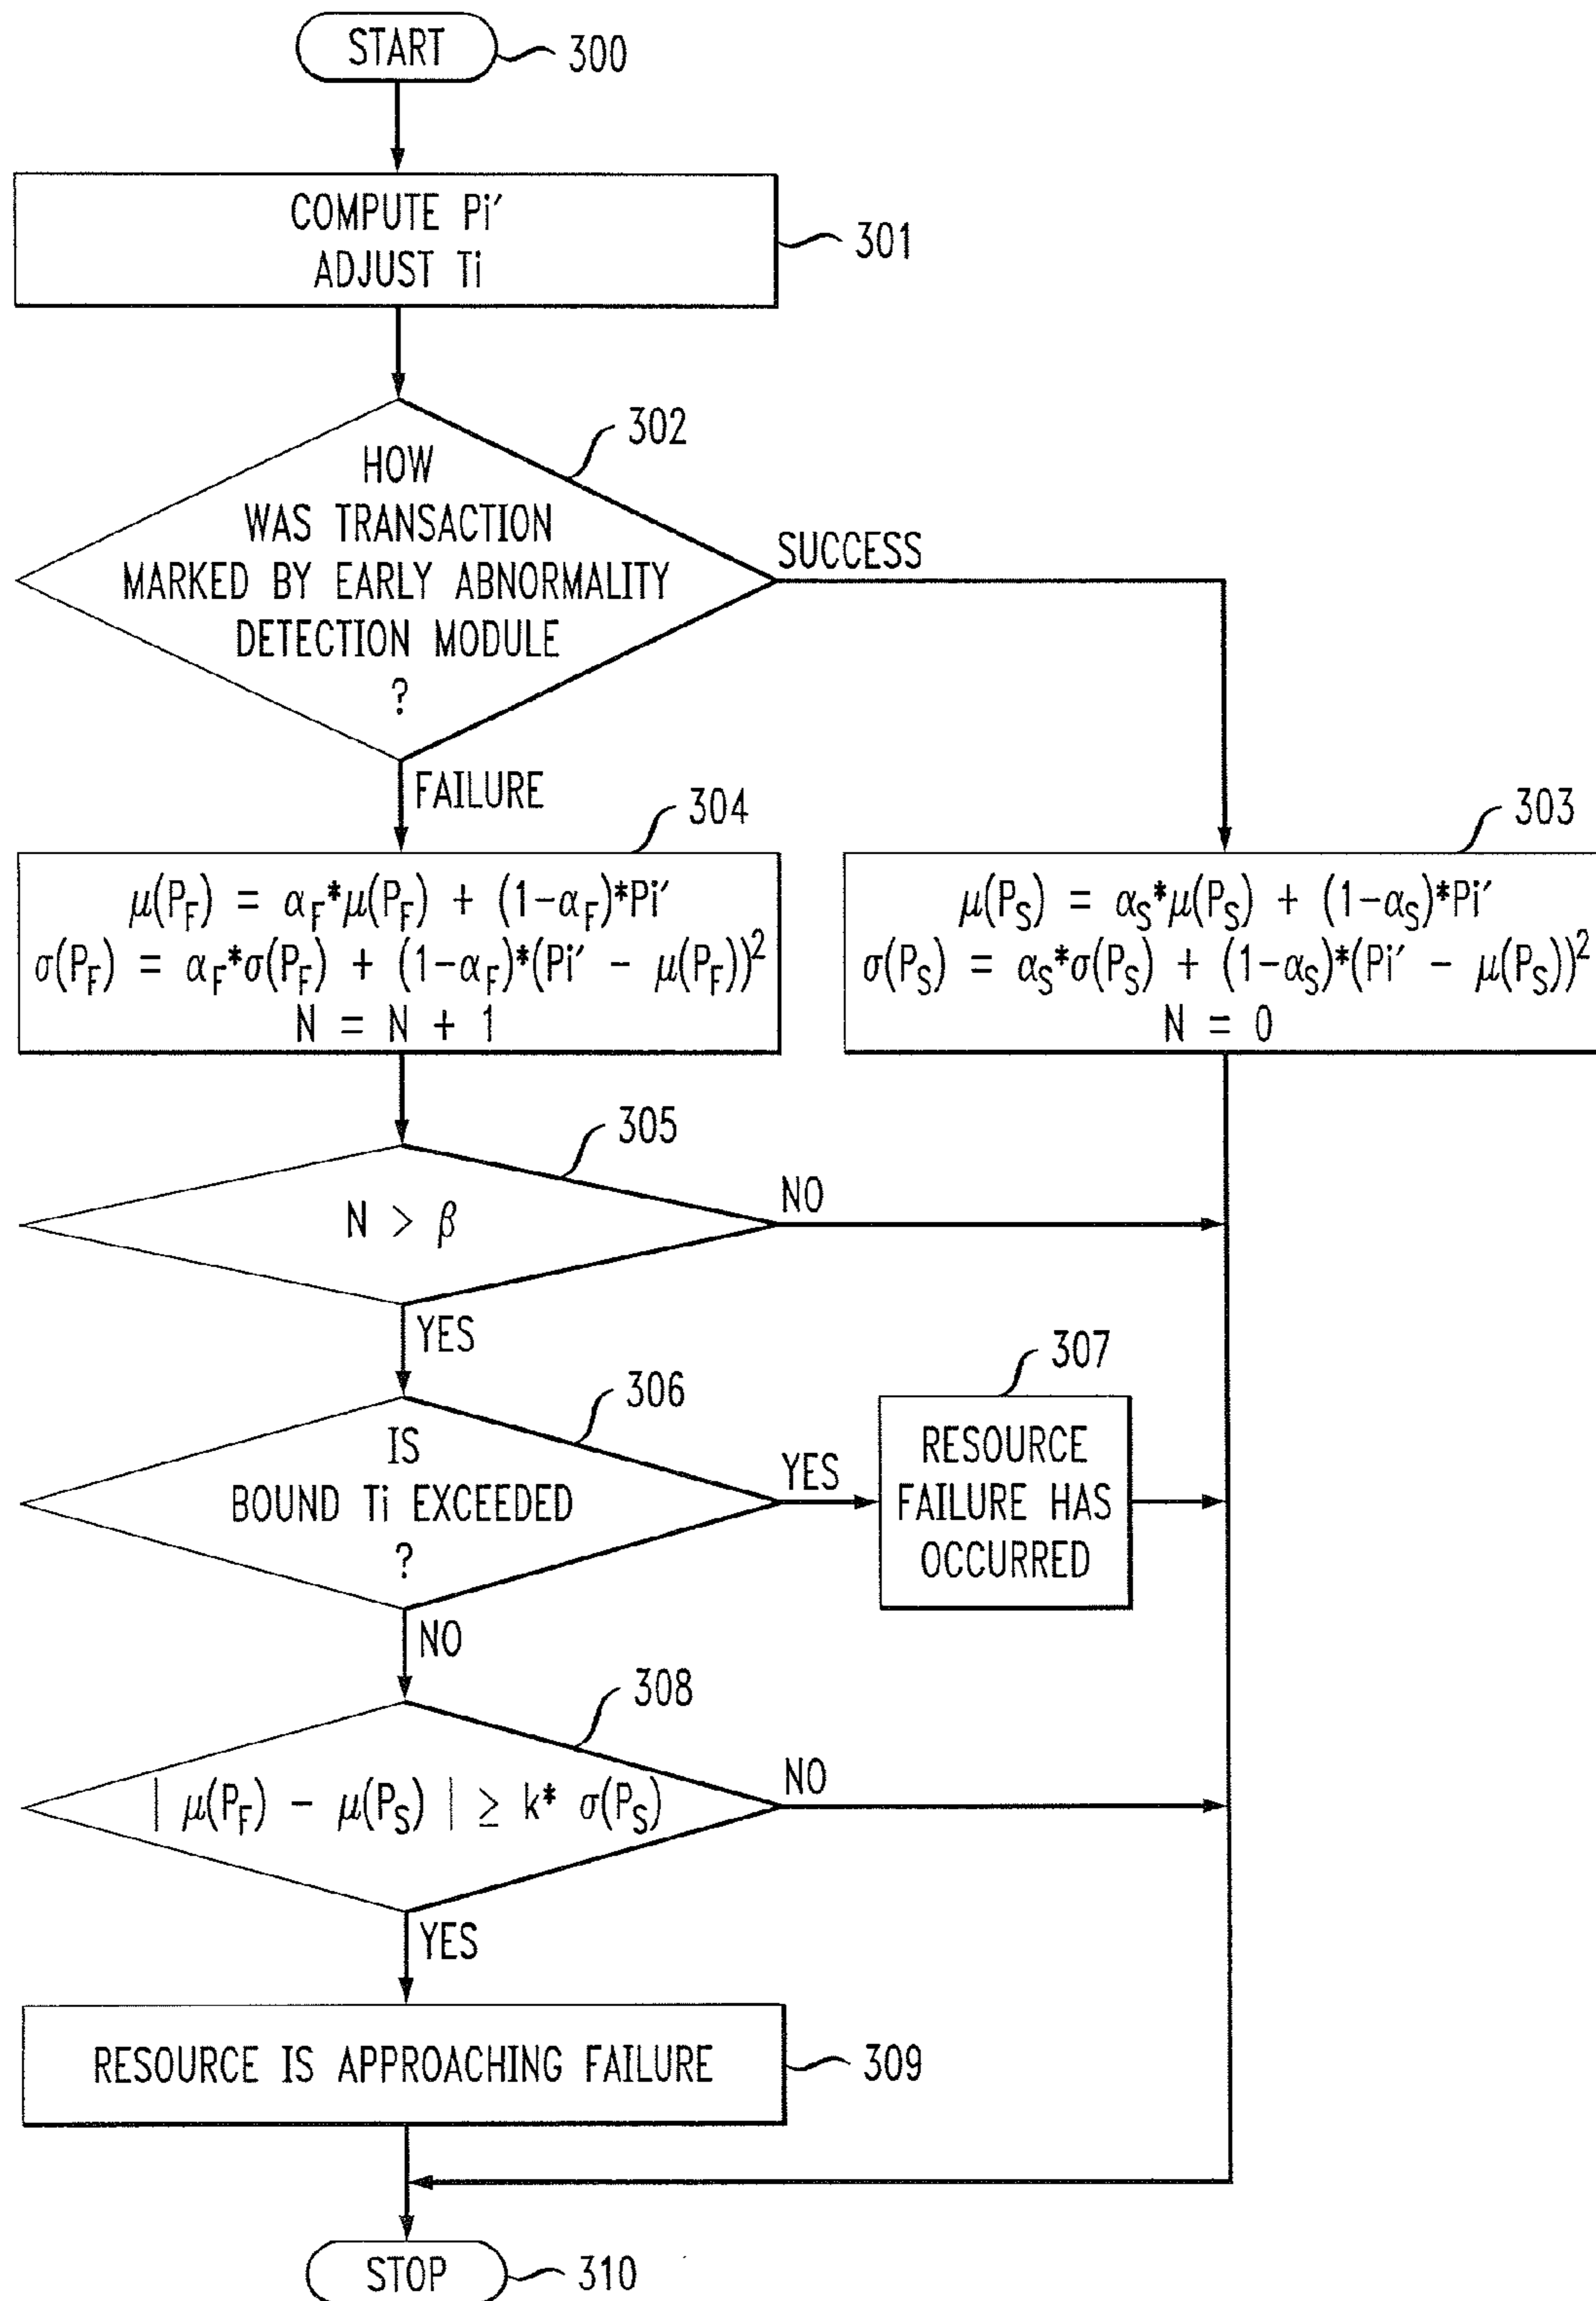 START
300
COMPUTE Pi′
ADJUST Ti
301
302
HOW
WAS TRANSACTION
MARKED BY EARLY ABNORMALITY
DETECTION MODULE
?
SUCCESS
FAILURE
304
μ(P_F) = α_F*μ(P_F) + (1-α_F)*Pi′
σ(P_F) = α_F*σ(P_F) + (1-α_F)*(Pi′ - μ(P_F))²
N = N + 1
303
μ(P_S) = α_S*μ(P_S) + (1-α_S)*Pi′
σ(P_S) = α_S*σ(P_S) + (1-α_S)*(Pi′ - μ(P_S))²
N = 0
305
N > β
NO
YES
306
IS
BOUND Ti EXCEEDED
?
YES
307
RESOURCE
FAILURE HAS
OCCURRED
NO
308
| μ(P_F) - μ(P_S) | ≥ k* σ(P_S)
NO
YES
RESOURCE IS APPROACHING FAILURE
309
STOP
310